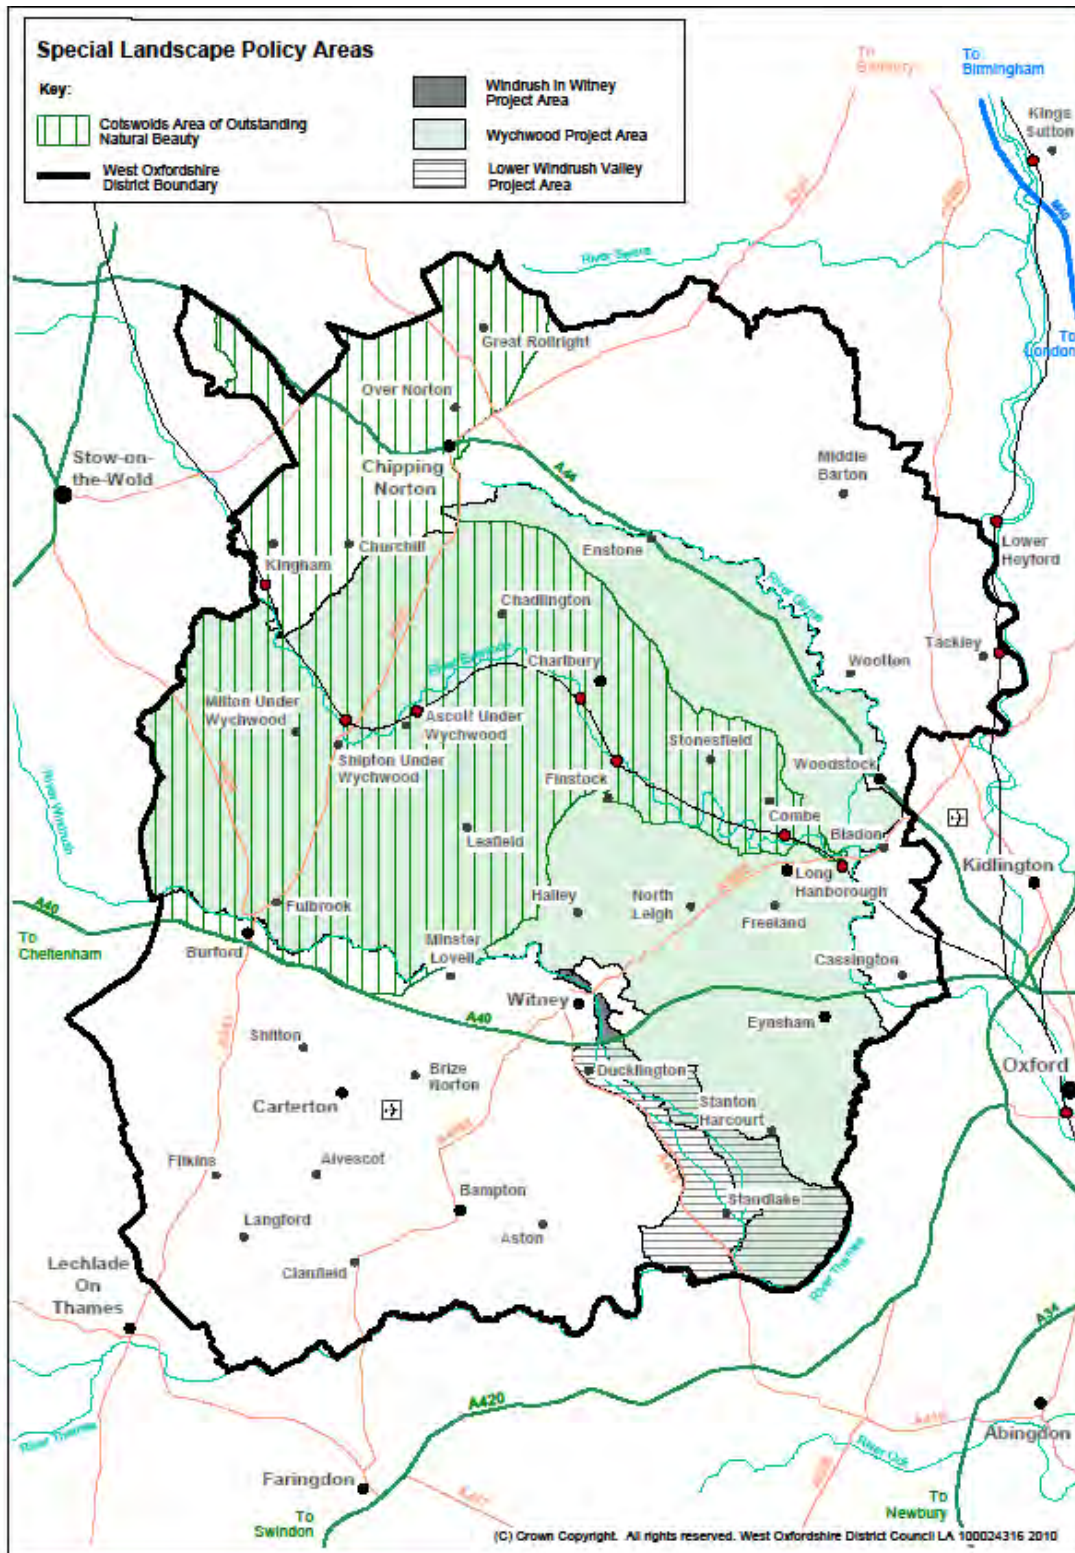 Special Landscape Policy Areas
Key:
Cotswolds Area of Outstanding
Natural Beauty
West Oxfordshire
District Boundary
Windrush in Witney
Project Area
Wychwood Project Area
Lower Windrush Valley
Project Area
To
Banbury
To
Birmingham
Kings
Sutton
M40
River Swere
To
London
Great Rollright
Over Norton
Stow-on-
the-Wold
Chipping
Norton
A44
Middle
Barton
Lower
Heyford
Kingham
Churchill
Enstone
Chadlington
River Glyme
River Evenlode
Charlbury
Wootton
Tackley
Milton Under
Wychwood
Ascott Under
Wychwood
Shipton Under
Wychwood
Stonesfield
Woodstock
River Windrush
Finstock
Combe
Bladon
Leafield
Kidlington
Long
Hanborough
Hailey
North
Leigh
Freeland
A40
Fulbrook
To
Cheltenham
Burford
Minster
Lovell
Cassington
Witney
A40
Eynsham
Shilton
Brize
Norton
Ducklington
Oxford
Carterton
Stanton
Harcourt
Filkins
Alvescot
A415
Bampton
Standlake
Langford
Aston
Lechlade
On
Thames
Clanfield
River Thames
A34
A420
River Thames
River Ock
Abingdon
Faringdon
To
Swindon
To
Newbury
(C) Crown Copyright. All rights reserved. West Oxfordshire District Council LA 100024316 2010